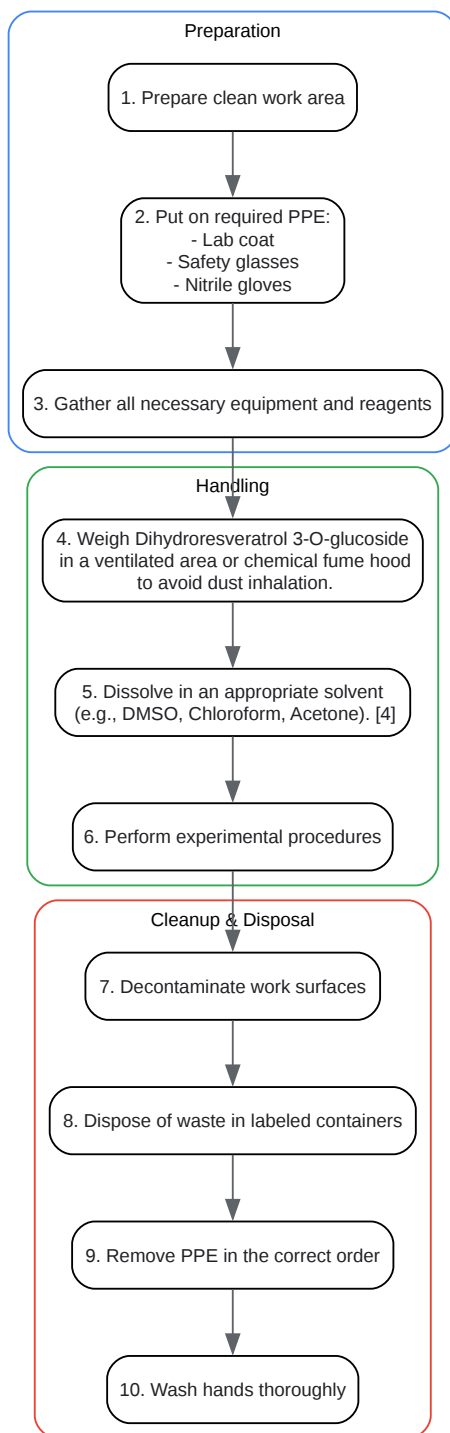 Preparation
1. Prepare clean work area
2. Put on required PPE:
- Lab coat
- Safety glasses
- Nitrile gloves
3. Gather all necessary equipment and reagents
Handling
4. Weigh Dihydroresveratrol 3-O-glucoside
in a ventilated area or chemical fume hood
to avoid dust inhalation.
5. Dissolve in an appropriate solvent
(e.g., DMSO, Chloroform, Acetone). [4]
6. Perform experimental procedures
Cleanup & Disposal
7. Decontaminate work surfaces
8. Dispose of waste in labeled containers
9. Remove PPE in the correct order
10. Wash hands thoroughly